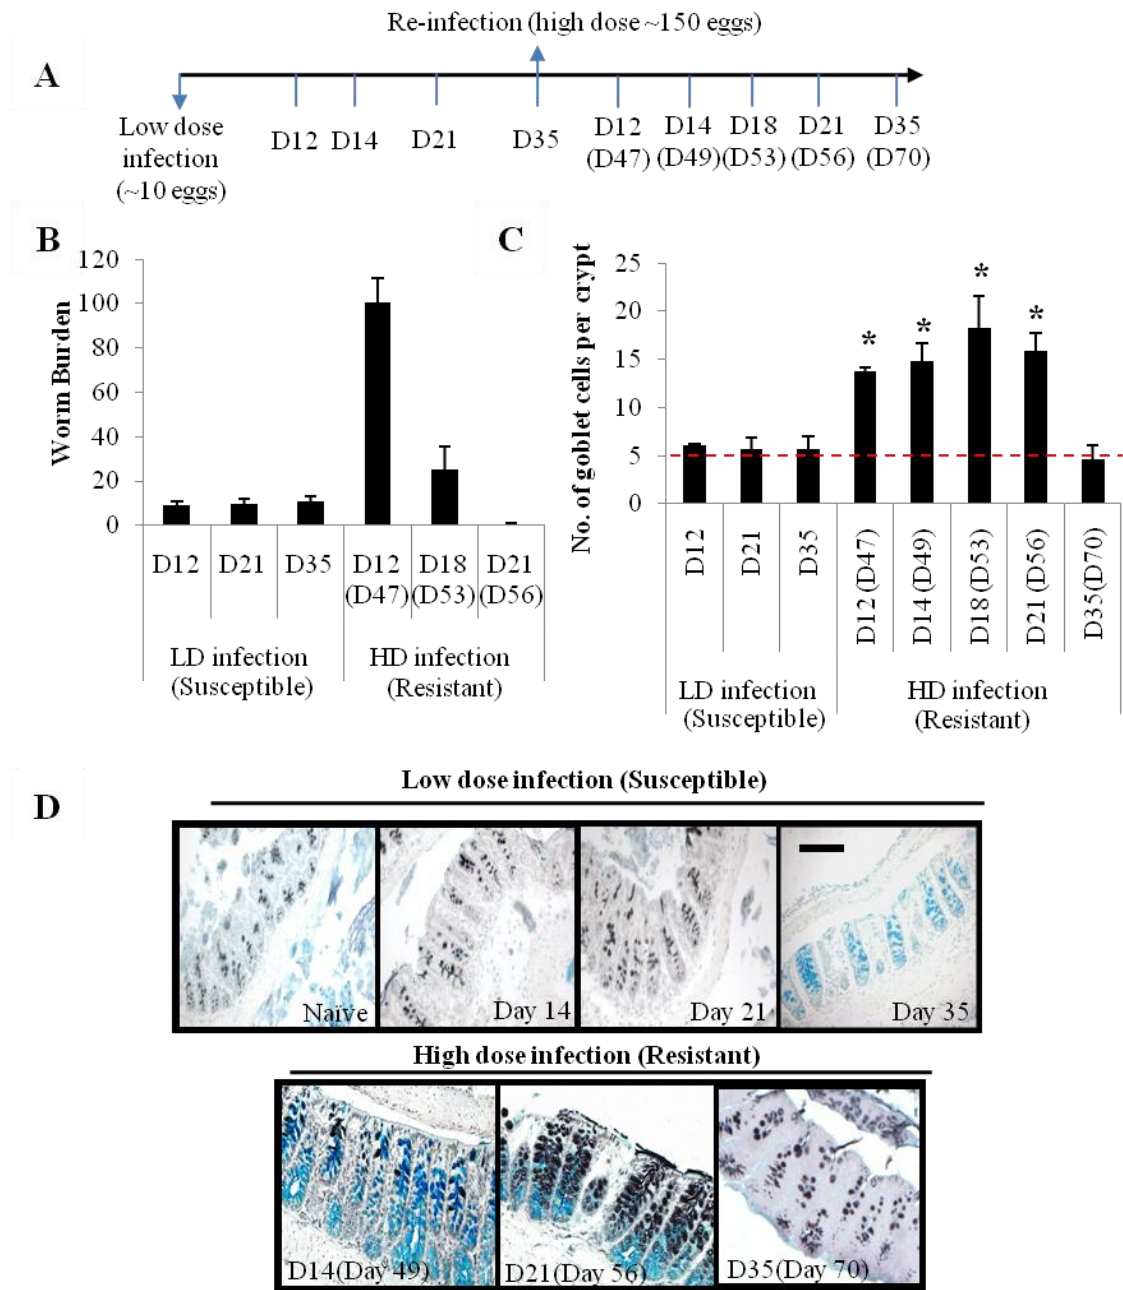 Re-infection (high dose ~150 eggs)
A
Low dose
infection
(~10 eggs)
D12 D14 D21 D35 D12 D14 D18 D21 D35
(D47) (D49) (D53) (D56) (D70)
B
Worm Burden
120
100
80
60
40
20
0
D12 D21 D35 D12 D18 D21
(D47) (D53) (D56)
LD infection
(Susceptible)
HD infection
(Resistant)
C
No. of goblet cells per crypt
25
20
15
10
5
0
* * * *
D12
D21
D35
D12 (D47)
D14 (D49)
D18 (D53)
D21 (D56)
D35(D70)
LD infection
(Susceptible)
HD infection
(Resistant)
D
Low dose infection (Susceptible)
Naïve
Day 14
Day 21
Day 35
High dose infection (Resistant)
D14(Day 49)
D21(Day 56)
D35(Day 70)